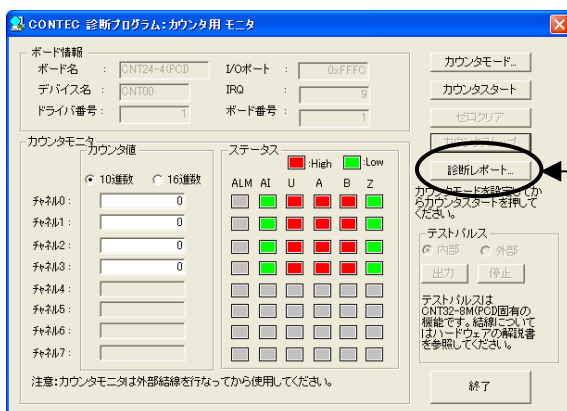 CONTEC 診断プログラム：カウンタ用 モニタ
ボード情報
ボード名 : CNT24-4(PCI)
I/Oポート : 0xFFFC
デバイス名 : CNT00
IRQ : 9
ドライバ番号 : 1
ボード番号 : 1
カウンタモード...
カウンタスタート
ゼロクリア
カウンタストップ
診断レポート...
カウンタモードを設定してか
らカウンタスタートを押して
ください。
カウンタモニタ
カウンタ値
10進数 16進数
チャネル0 : 0
チャネル1 : 0
チャネル2 : 0
チャネル3 : 0
チャネル4 :
チャネル5 :
チャネル6 :
チャネル7 :
ステータス
:High :Low
ALM AI U A B Z
テストパルス
内部 外部
出力 停止
テストパルスは
CNT32-8M(PCI)固有の
機能です。結線について
はハードウェアの解説書
を参照してください。
注意：カウンタモニタは外部結線を行なってから使用してください。
終了